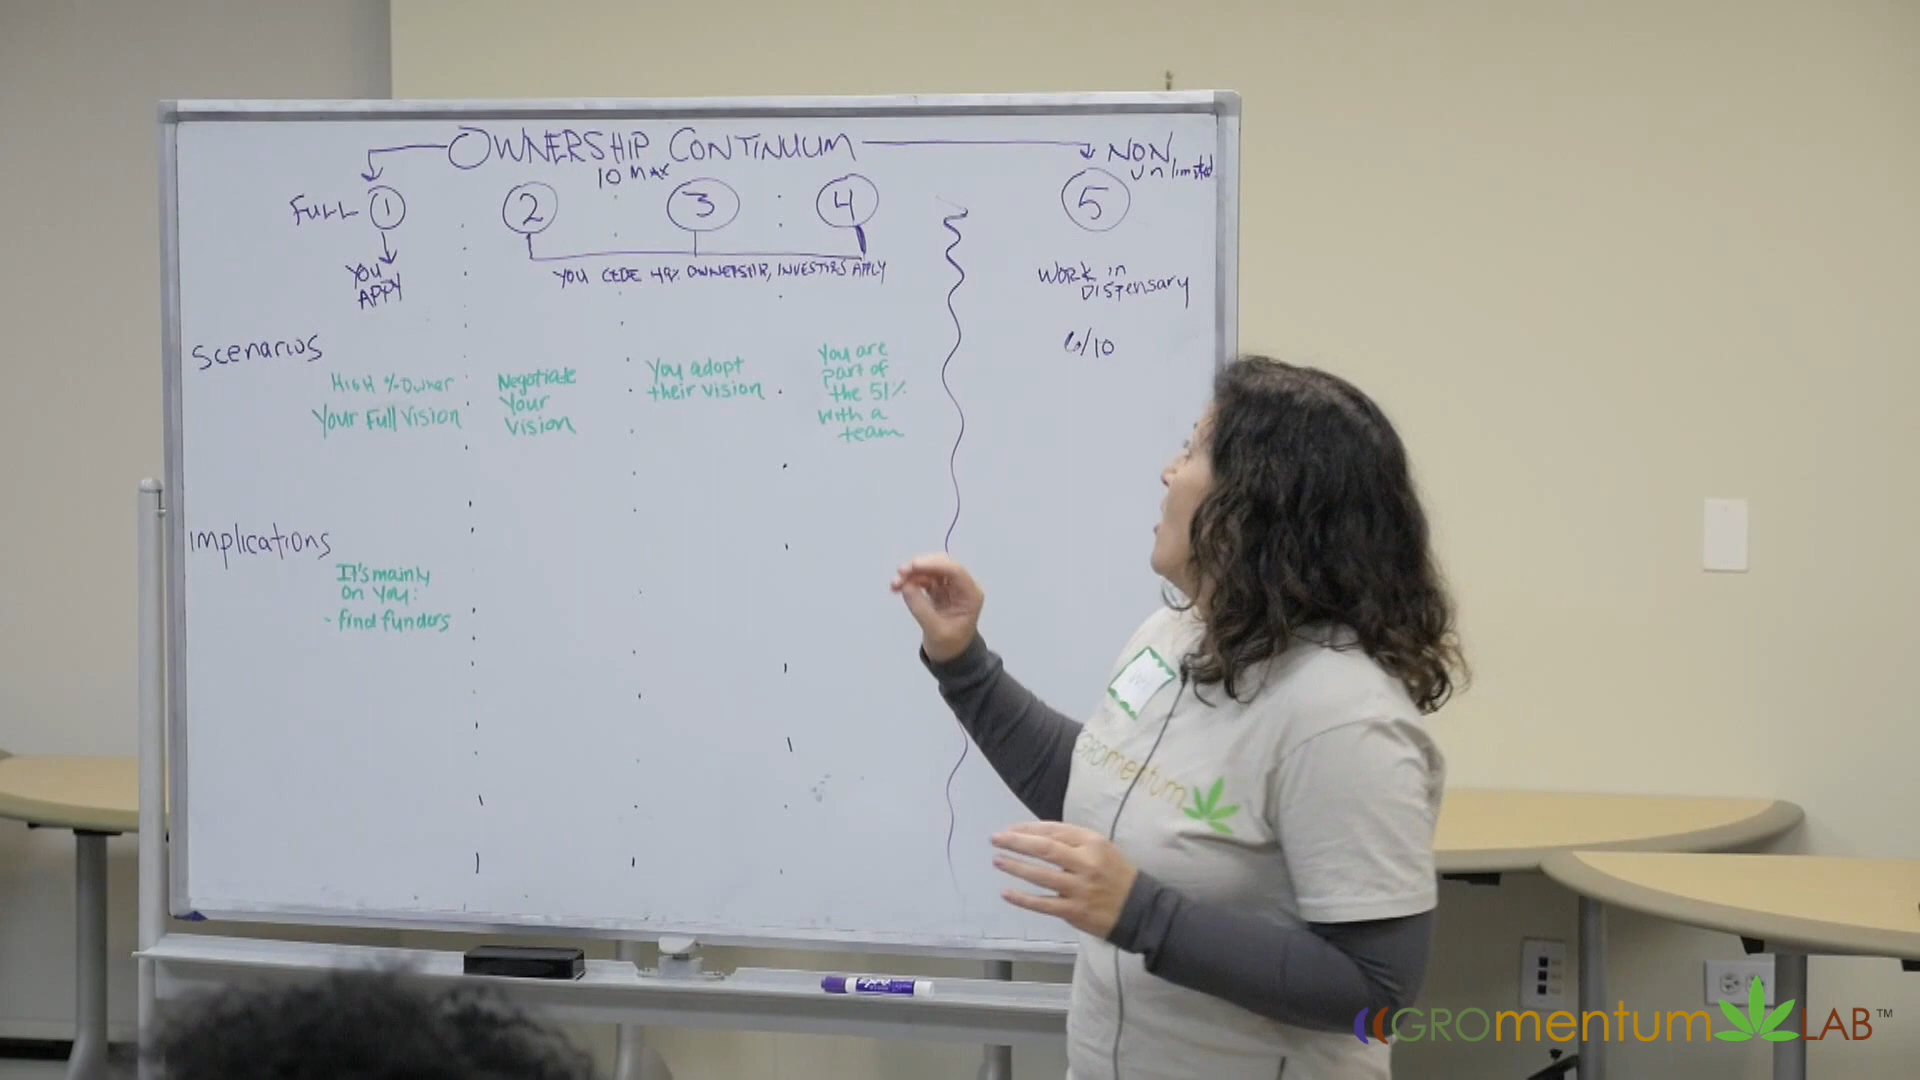 OWNERSHIP CONTINUUM
10 MAX
NON
Unlimited
FULL 1
2
3
4
5
YOU
APPY
YOU CEDE 49% OWNERSHIP, INVESTORS APPLY
WORK in
DISPensary
6/10
Scenarios
HIGH % Owner
Your Full Vision
Negotiate
Your
Vision
You adopt
their vision
You are
part of
the 51%
with a
team
Implications
It's mainly
on you:
- find funders
GROmentum
GROmentum LAB™